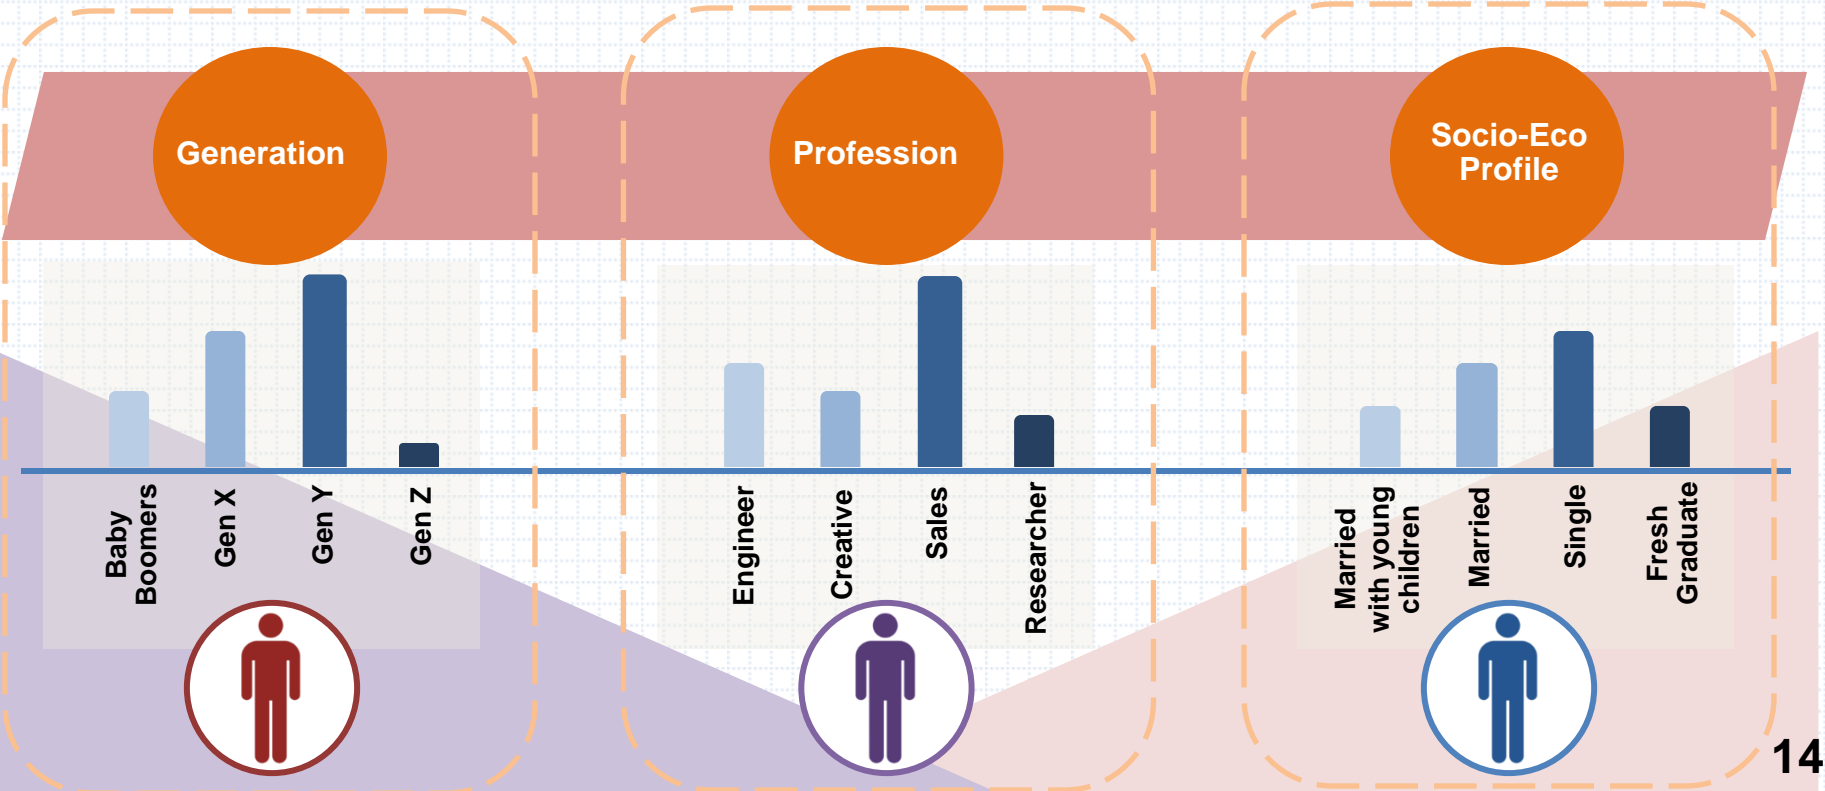 Generation
Profession
Socio-Eco
Profile
Baby
Boomers
Gen X
Gen Y
Gen Z
Engineer
Creative
Sales
Researcher
Married
with young
children
Married
Single
Fresh
Graduate
14